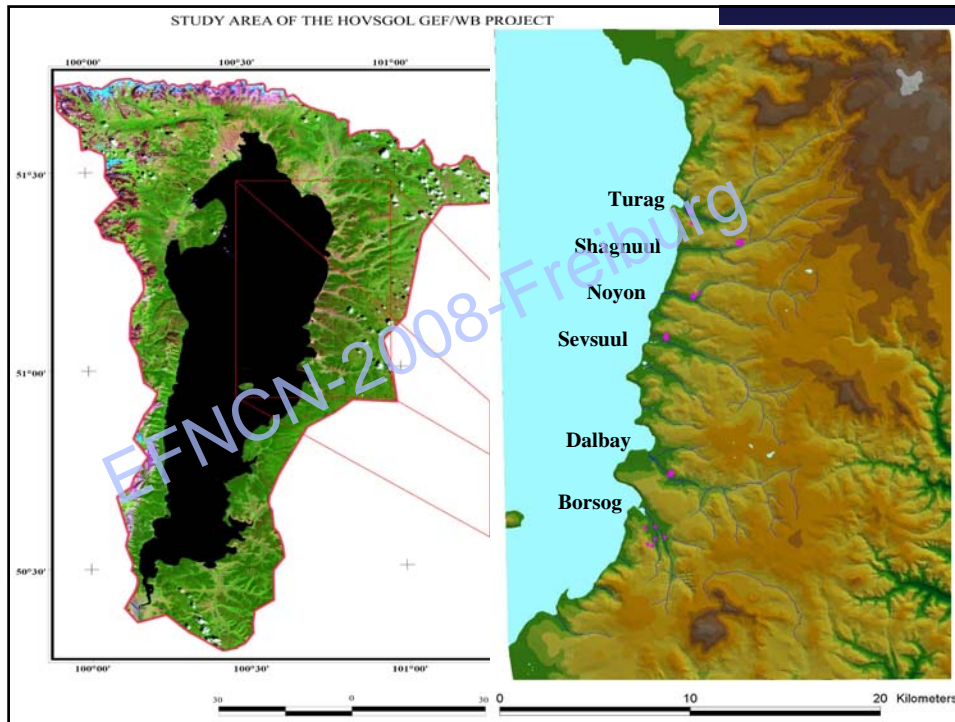 STUDY AREA OF THE HOVSGOL GEF/WB PROJECT
100°00' 100°30' 101°00'
51°30'
51°00'
50°30'
100°00' 100°30' 101°00'
30 0 30
Turag
Shagnuul
Noyon
Sevsuul
Dalbay
Borsog
0 10 20 Kilometers
EFNCN-2008-Freiburg